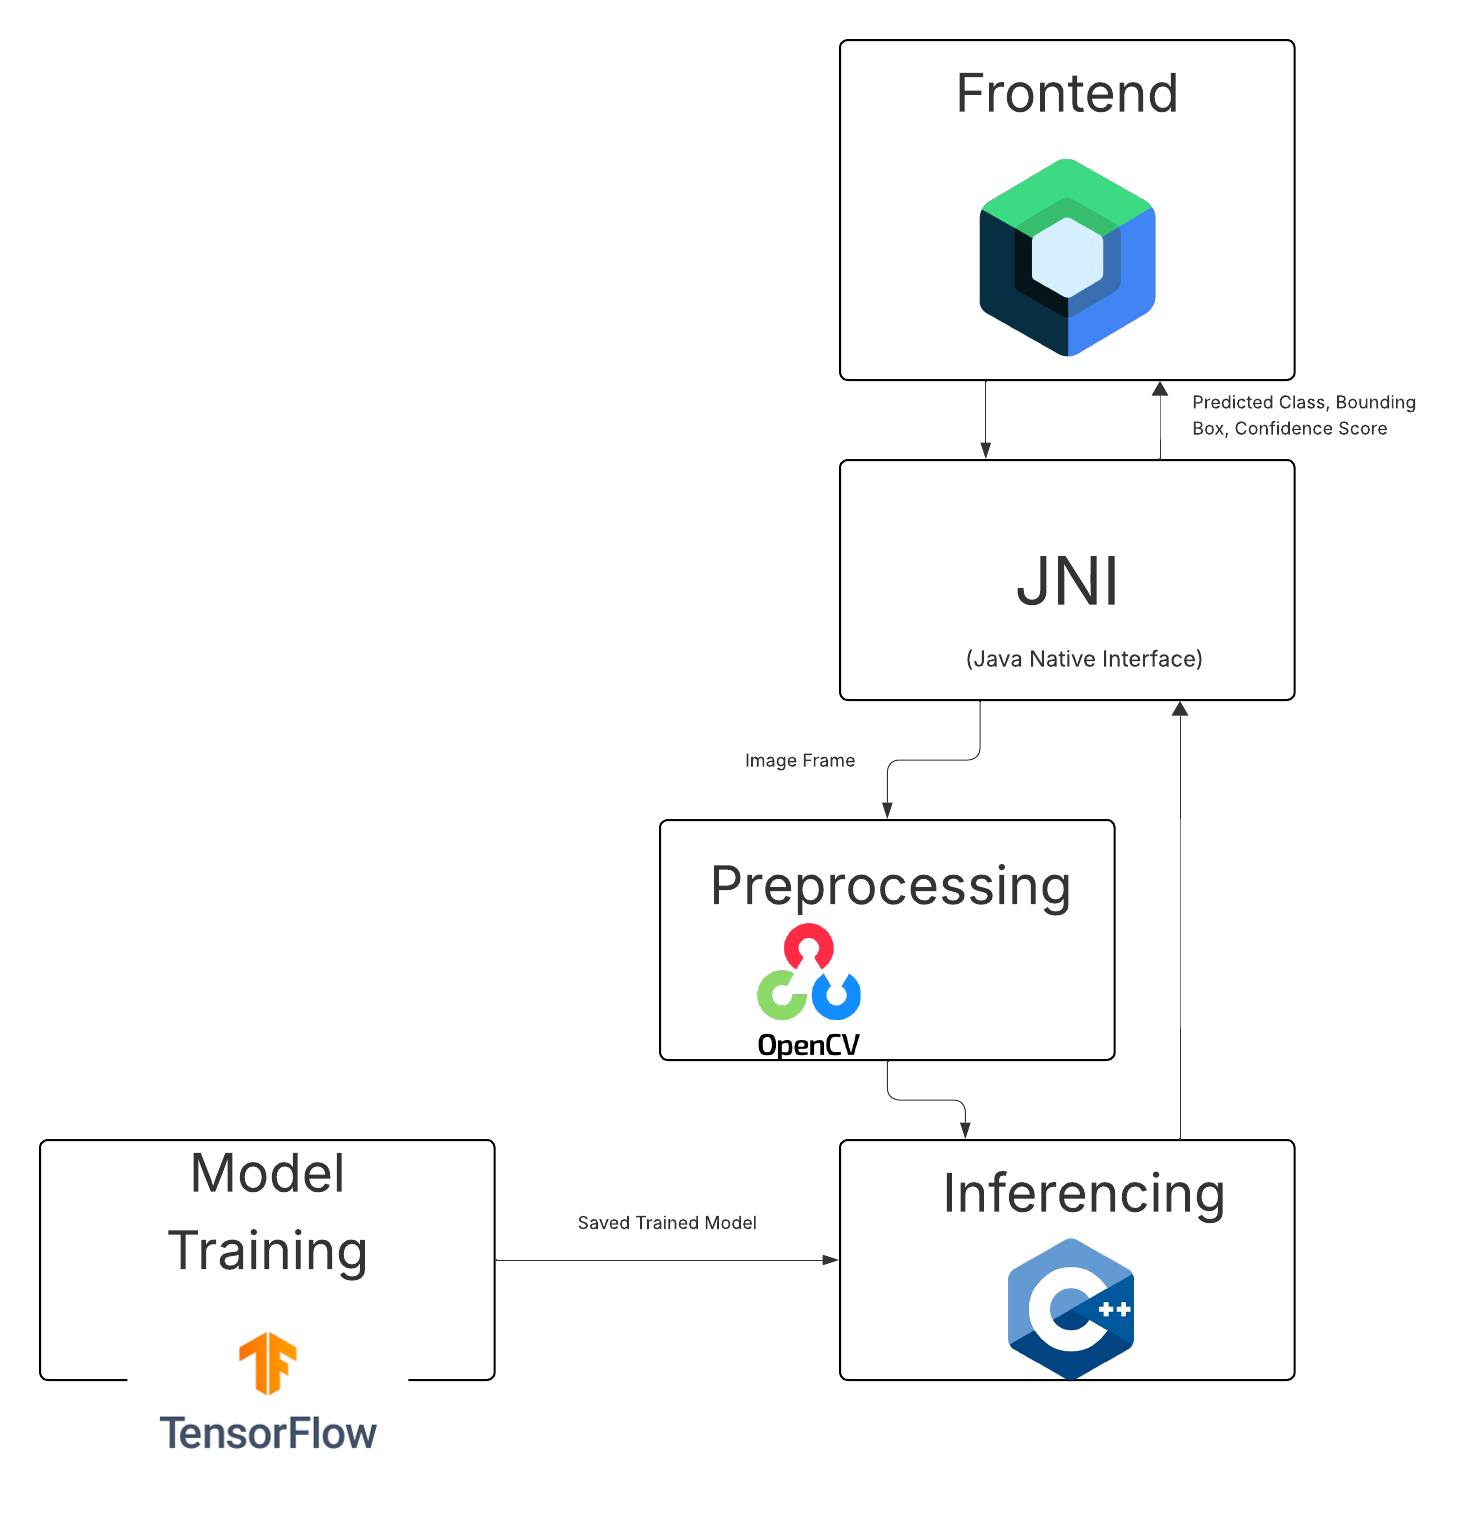 Frontend
Predicted Class, Bounding
Box, Confidence Score
JNI
(Java Native Interface)
Image Frame
Preprocessing
OpenCV
Model
Training
Saved Trained Model
Inferencing
C++
TensorFlow